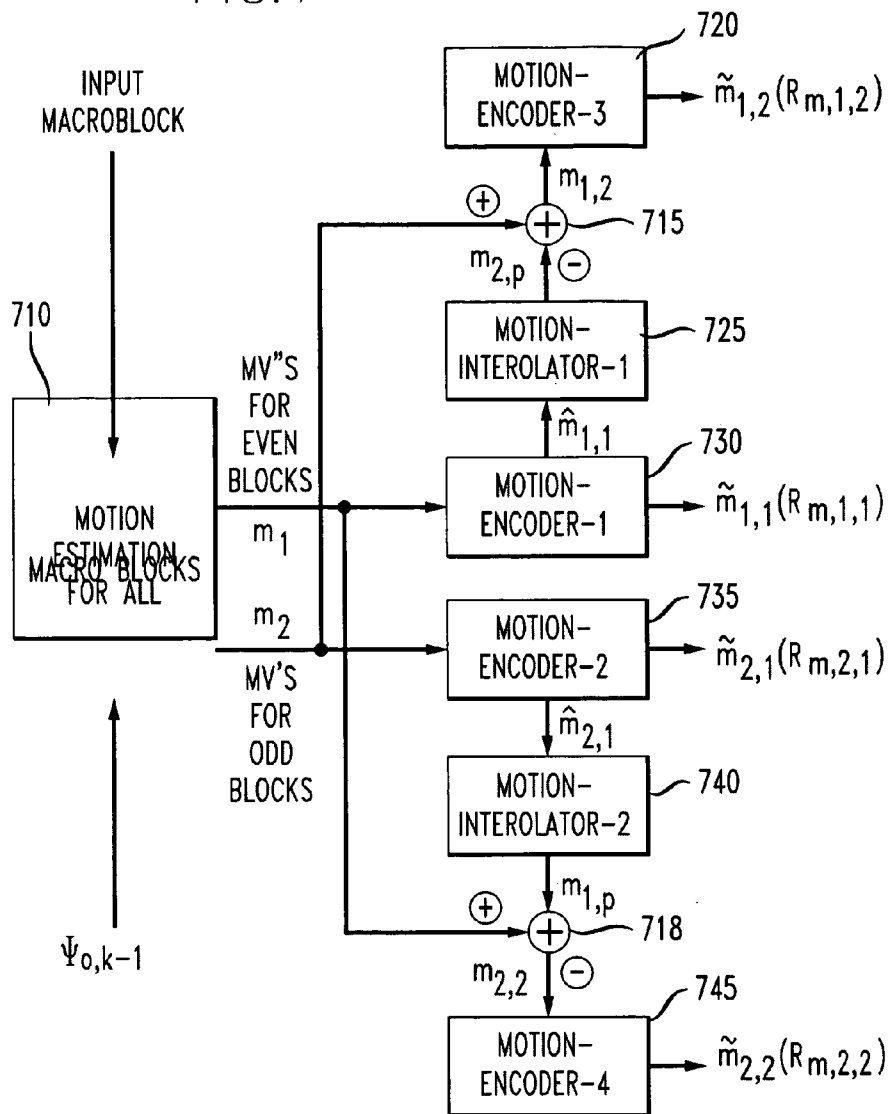 INPUT
MACROBLOCK
710
MOTION
ESTIMATION
MACRO BLOCKS
FOR ALL
Ψo,k-1
MV"S
FOR
EVEN
BLOCKS
m1
m2
MV'S
FOR
ODD
BLOCKS
720
MOTION-
ENCODER-3
m̃1,2(Rm,1,2)
m1,2
+
+
715
m2,p
−
MOTION-
INTEROLATOR-1
725
m̂1,1
730
MOTION-
ENCODER-1
m̃1,1(Rm,1,1)
735
MOTION-
ENCODER-2
m̃2,1(Rm,2,1)
m̂2,1
MOTION-
INTEROLATOR-2
740
m1,p
+
+
718
m2,2
−
745
MOTION-
ENCODER-4
m̃2,2(Rm,2,2)